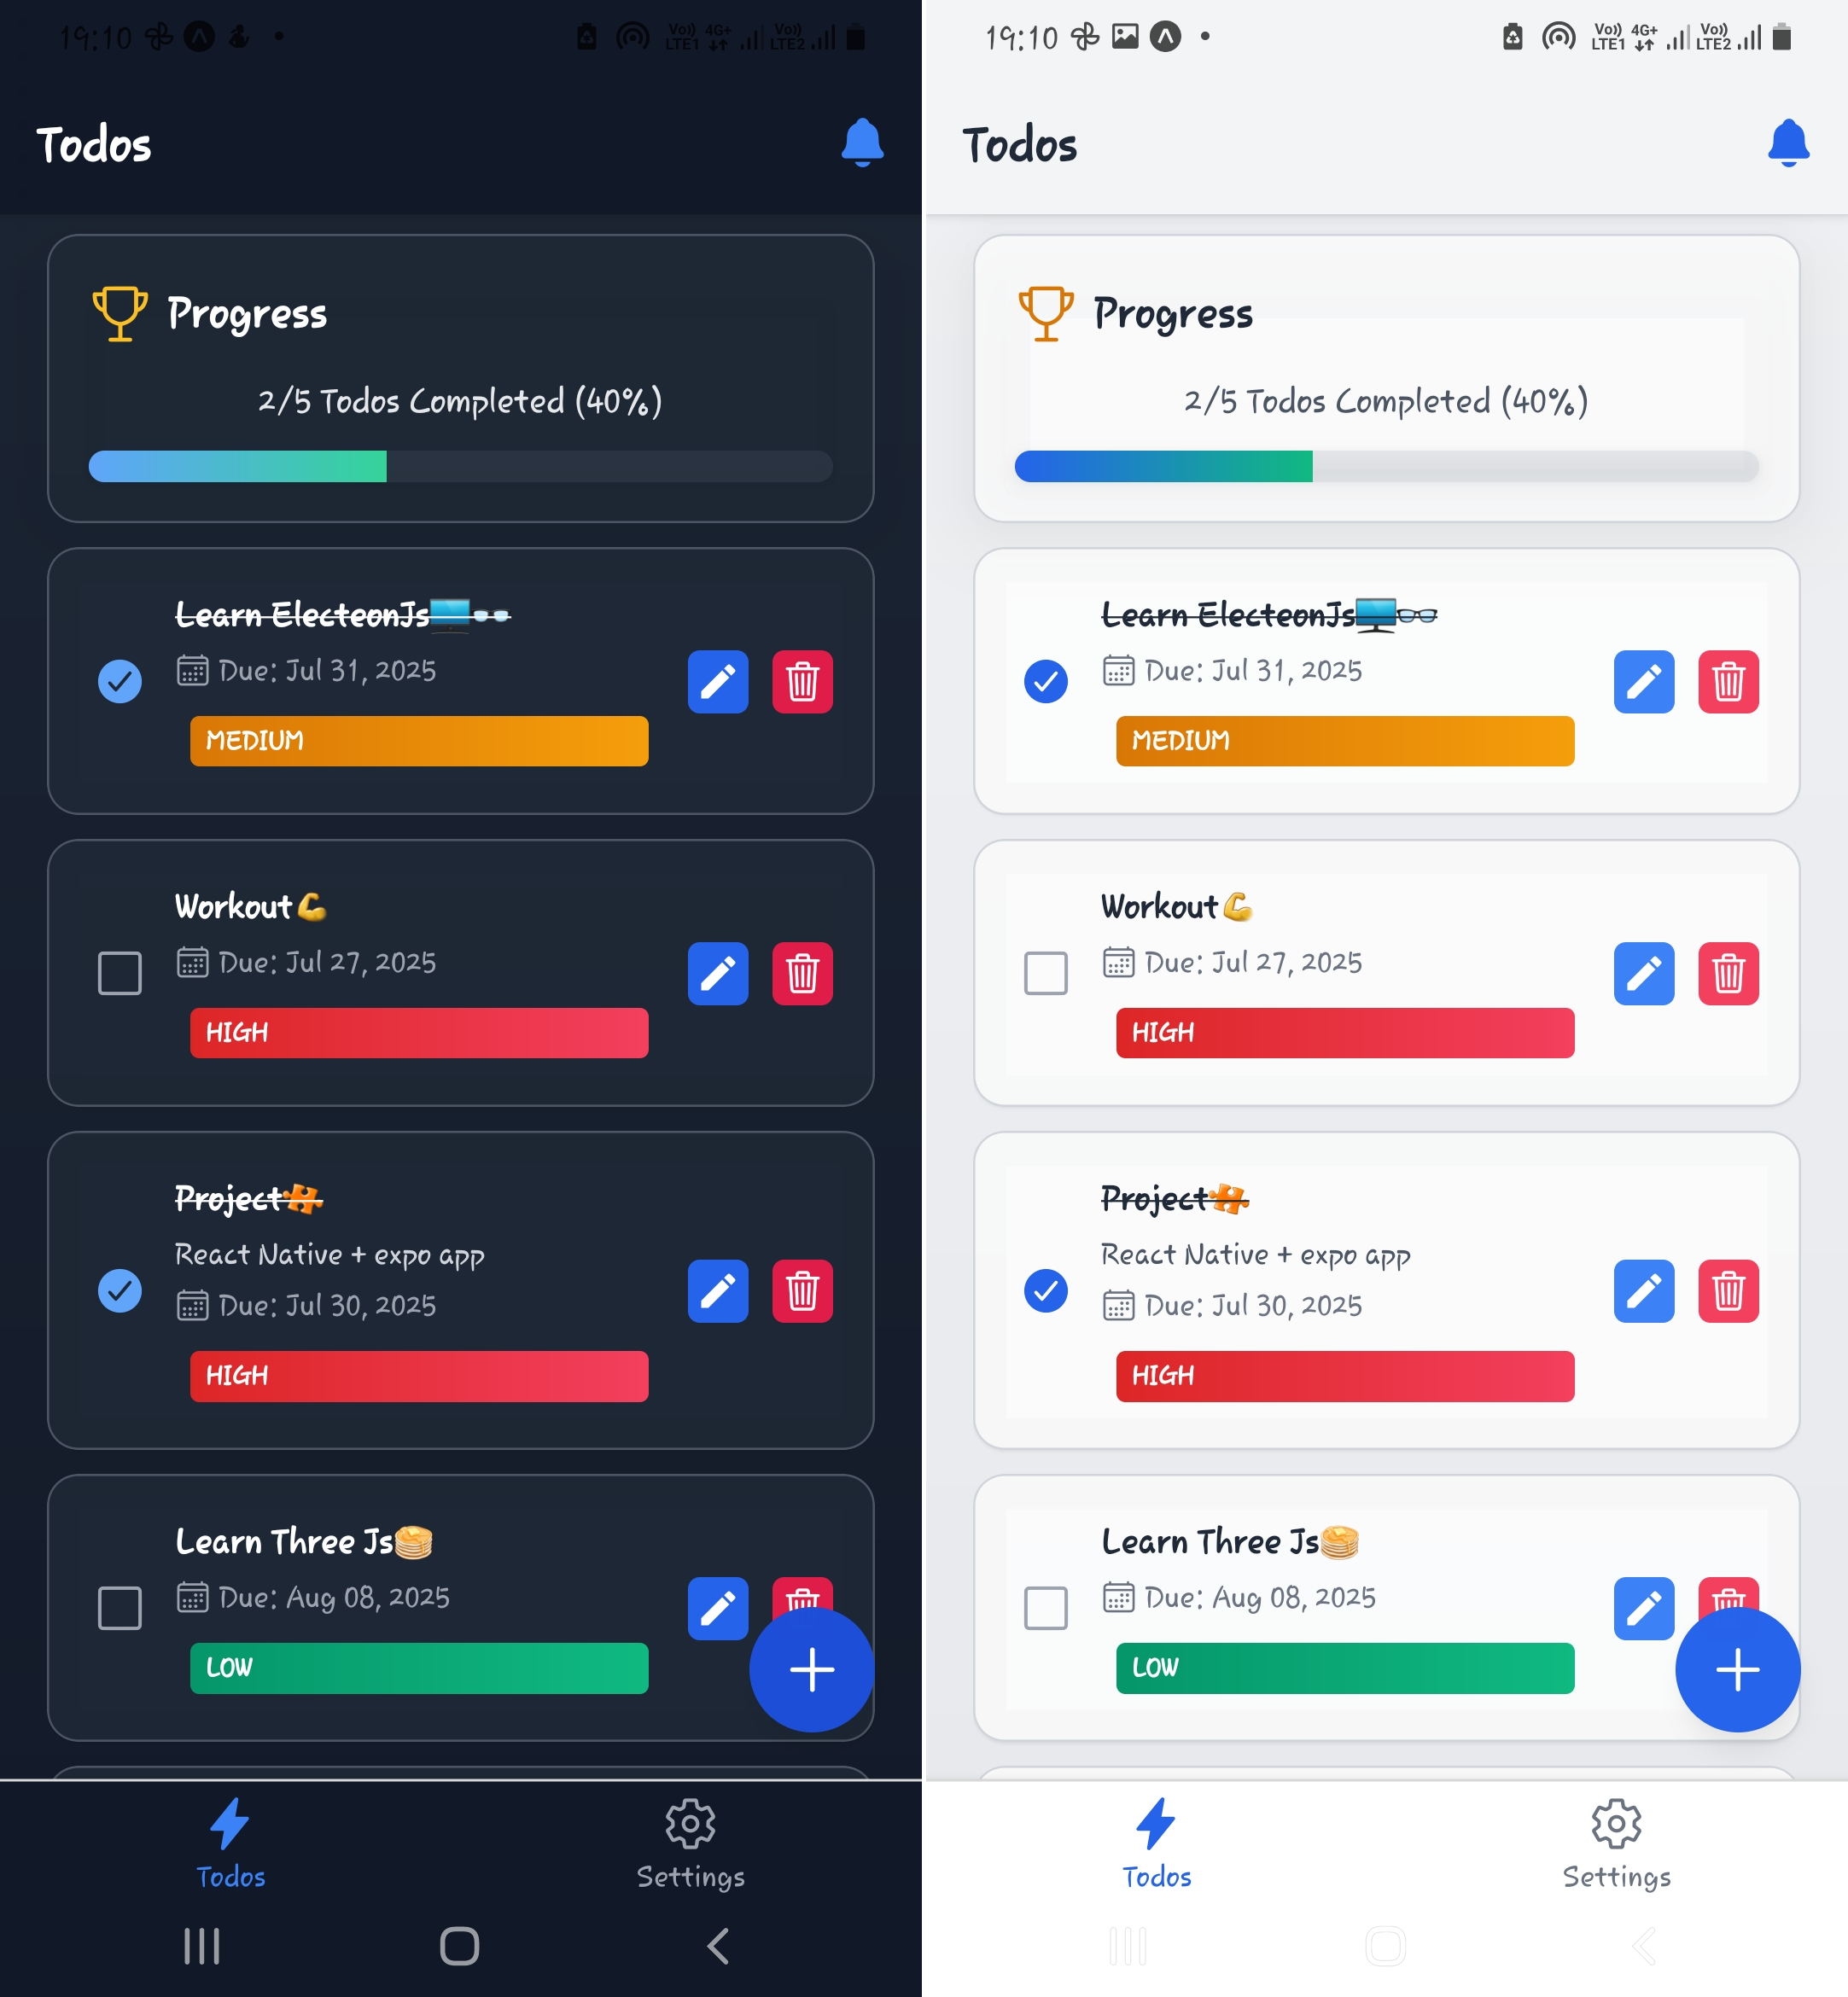 19:10
Vo)) 4G+ Vo))
LTE1 LTE2
Todos
Progress
2/5 Todos Completed (40%)
Learn ElecteonJs🖥️👓
Due: Jul 31, 2025
MEDIUM
Workout💪
Due: Jul 27, 2025
HIGH
Project🧩
React Native + expo app
Due: Jul 30, 2025
HIGH
Learn Three Js🥞
Due: Aug 08, 2025
LOW
Todos
Settings
19:10
Vo)) 4G+ Vo))
LTE1 LTE2
Todos
Progress
2/5 Todos Completed (40%)
Learn ElecteonJs🖥️👓
Due: Jul 31, 2025
MEDIUM
Workout💪
Due: Jul 27, 2025
HIGH
Project🧩
React Native + expo app
Due: Jul 30, 2025
HIGH
Learn Three Js🥞
Due: Aug 08, 2025
LOW
Todos
Settings